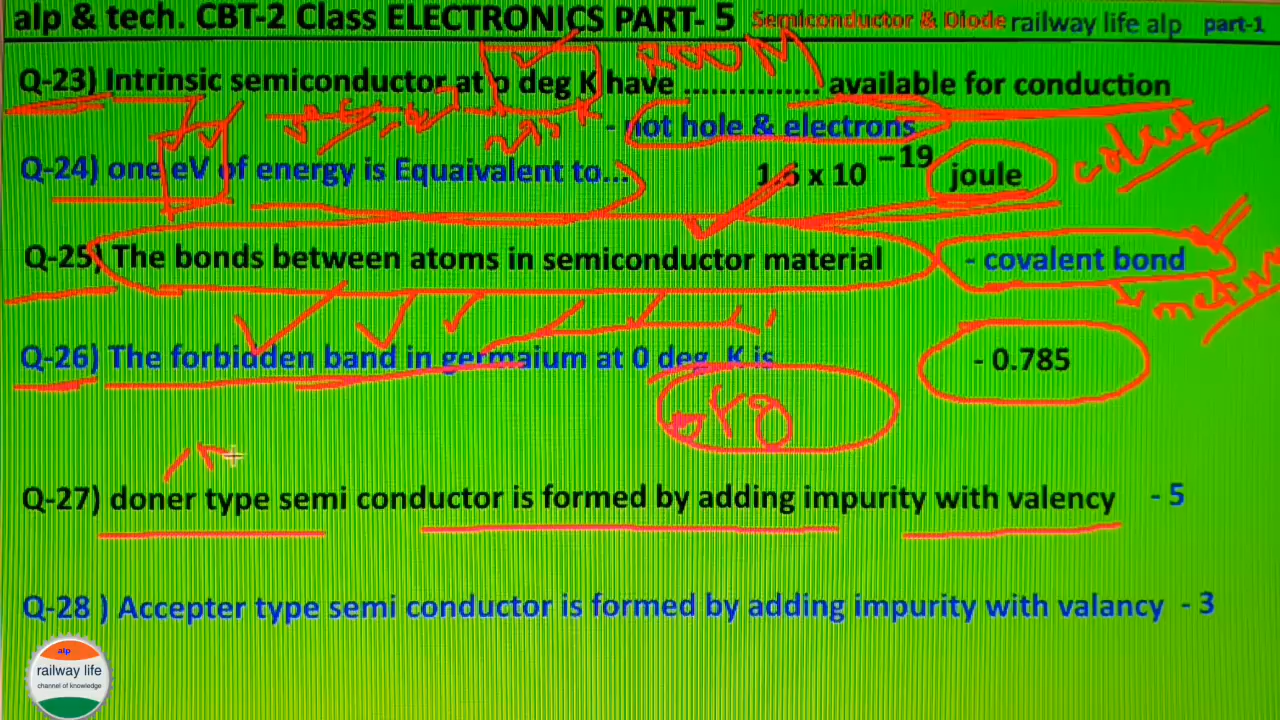 alp & tech. CBT-2 Class ELECTRONICS PART- 5 Semiconductor & Diode railway life alp part-1
Q-23) Intrinsic semiconductor at o deg K have ................ available for conduction
ROOM
- not hole & electrons
Q-24) one eV of energy is Equaivalent to... 1.6 x 10 –19 joule
Q-25) The bonds between atoms in semiconductor material - covalent bond
Q-26) The forbidden band in germaium at 0 deg. K is - 0.785
Q-27) doner type semi conductor is formed by adding impurity with valency - 5
Q-28 ) Accepter type semi conductor is formed by adding impurity with valancy - 3
alp
railway life
channel of knowledge